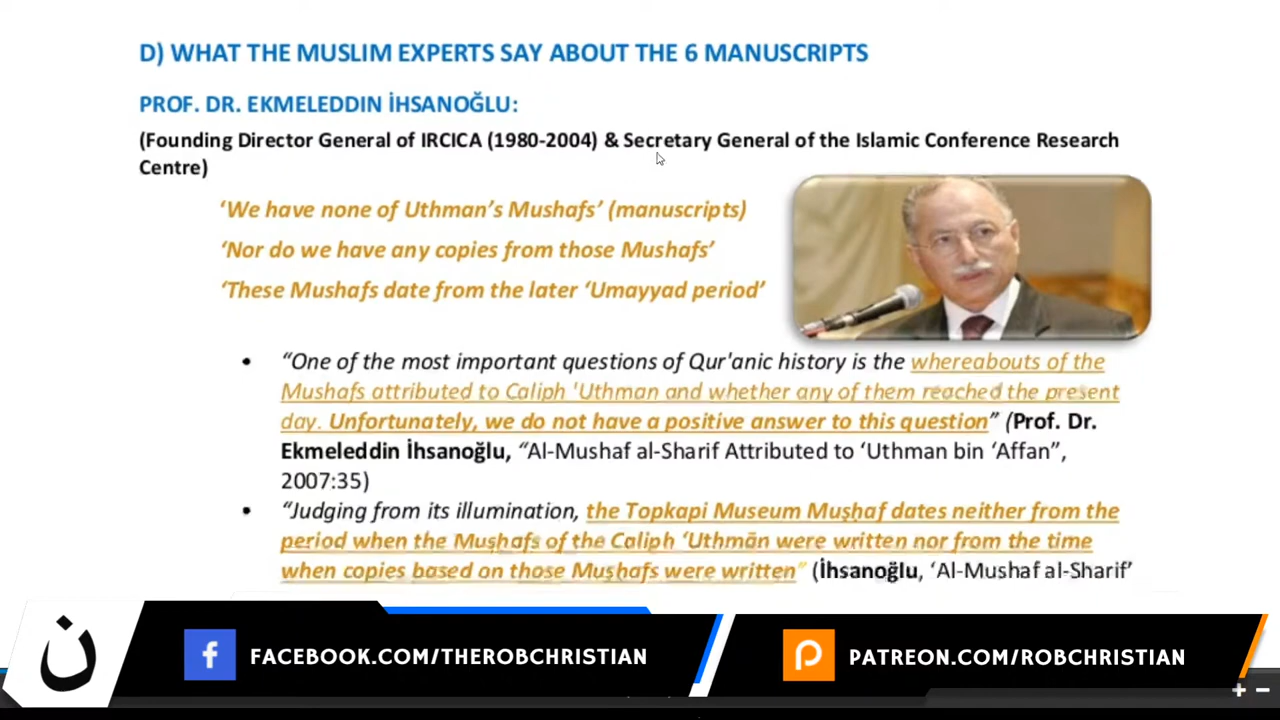 D) WHAT THE MUSLIM EXPERTS SAY ABOUT THE 6 MANUSCRIPTS
PROF. DR. EKMELEDDIN İHSANOĞLU:
(Founding Director General of IRCICA (1980-2004) & Secretary General of the Islamic Conference Research
Centre)
‘We have none of Uthman’s Mushafs’ (manuscripts)
‘Nor do we have any copies from those Mushafs’
‘These Mushafs date from the later ‘Umayyad period’
• “One of the most important questions of Qur'anic history is the whereabouts of the
Mushafs attributed to Caliph 'Uthman and whether any of them reached the present
day. Unfortunately, we do not have a positive answer to this question” (Prof. Dr.
Ekmeleddin İhsanoğlu, “Al-Mushaf al-Sharif Attributed to ‘Uthman bin ‘Affan”,
2007:35)
• “Judging from its illumination, the Topkapi Museum Muṣḥaf dates neither from the
period when the Muṣḥafs of the Caliph ‘Uthmān were written nor from the time
when copies based on those Muṣḥafs were written” (İhsanoğlu, ‘Al-Mushaf al-Sharif’
ن
f FACEBOOK.COM/THEROBCHRISTIAN
PATREON.COM/ROBCHRISTIAN